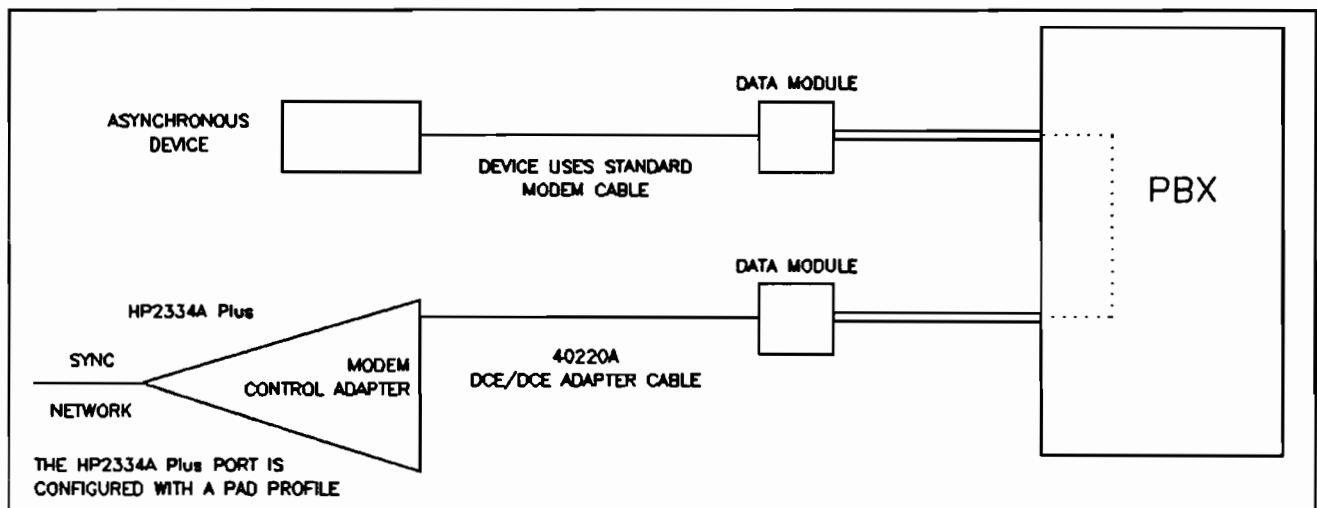 DATA MODULE
ASYNCHRONOUS
DEVICE
DEVICE USES STANDARD
MODEM CABLE
PBX
DATA MODULE
HP2334A Plus
SYNC
NETWORK
MODEM
CONTROL ADAPTER
40220A
DCE/DCE ADAPTER CABLE
THE HP2334A Plus PORT IS
CONFIGURED WITH A PAD PROFILE